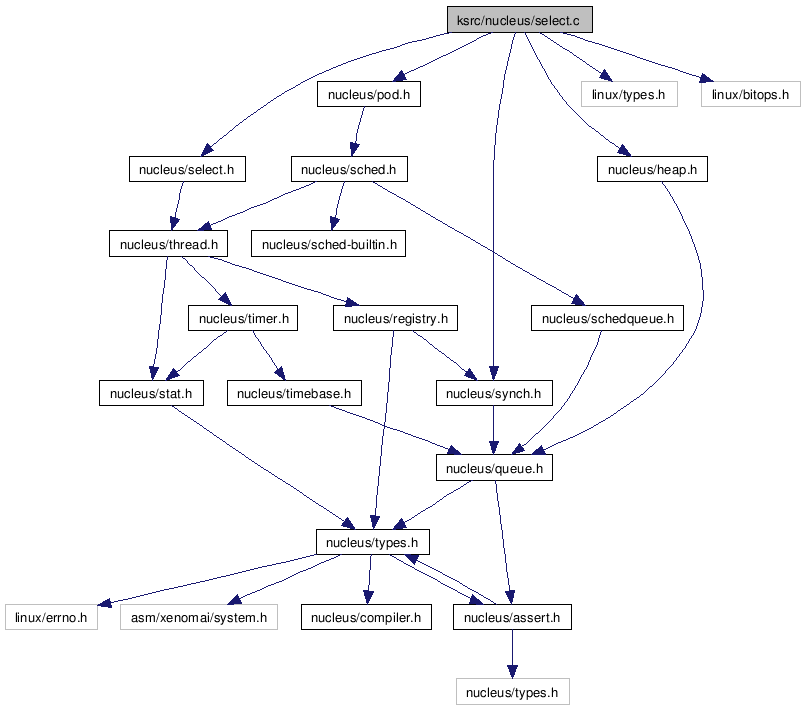 ksrc/nucleus/select.c
nucleus/pod.h
linux/types.h
linux/bitops.h
nucleus/select.h
nucleus/sched.h
nucleus/heap.h
nucleus/thread.h
nucleus/sched-builtin.h
nucleus/timer.h
nucleus/registry.h
nucleus/schedqueue.h
nucleus/stat.h
nucleus/timebase.h
nucleus/synch.h
nucleus/queue.h
nucleus/types.h
linux/errno.h
asm/xenomai/system.h
nucleus/compiler.h
nucleus/assert.h
nucleus/types.h